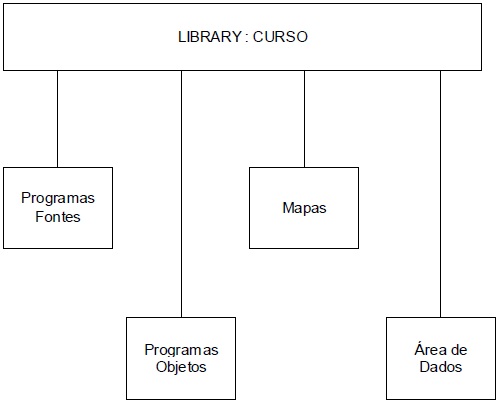 LIBRARY : CURSO
Programas
Fontes
Mapas
Programas
Objetos
Área de
Dados